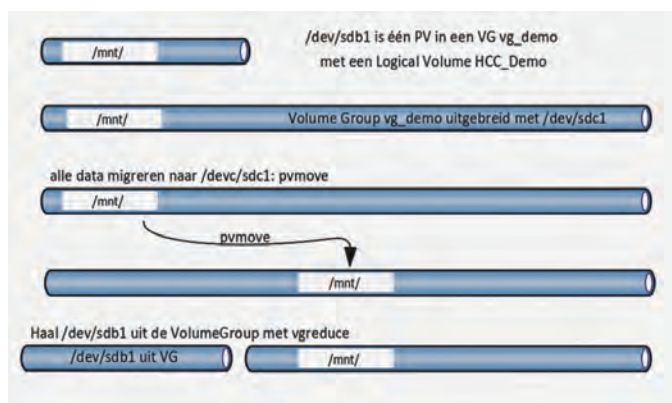 /mnt/
/dev/sdb1 is één PV in een VG vg_demo
met een Logical Volume HCC_Demo
/mnt/
Volume Group vg_demo uitgebreid met /dev/sdc1
alle data migreren naar /devc/sdc1: pvmove
/mnt/
pvmove
/mnt/
Haal /dev/sdb1 uit de VolumeGroup met vgreduce
/dev/sdb1 uit VG
/mnt/